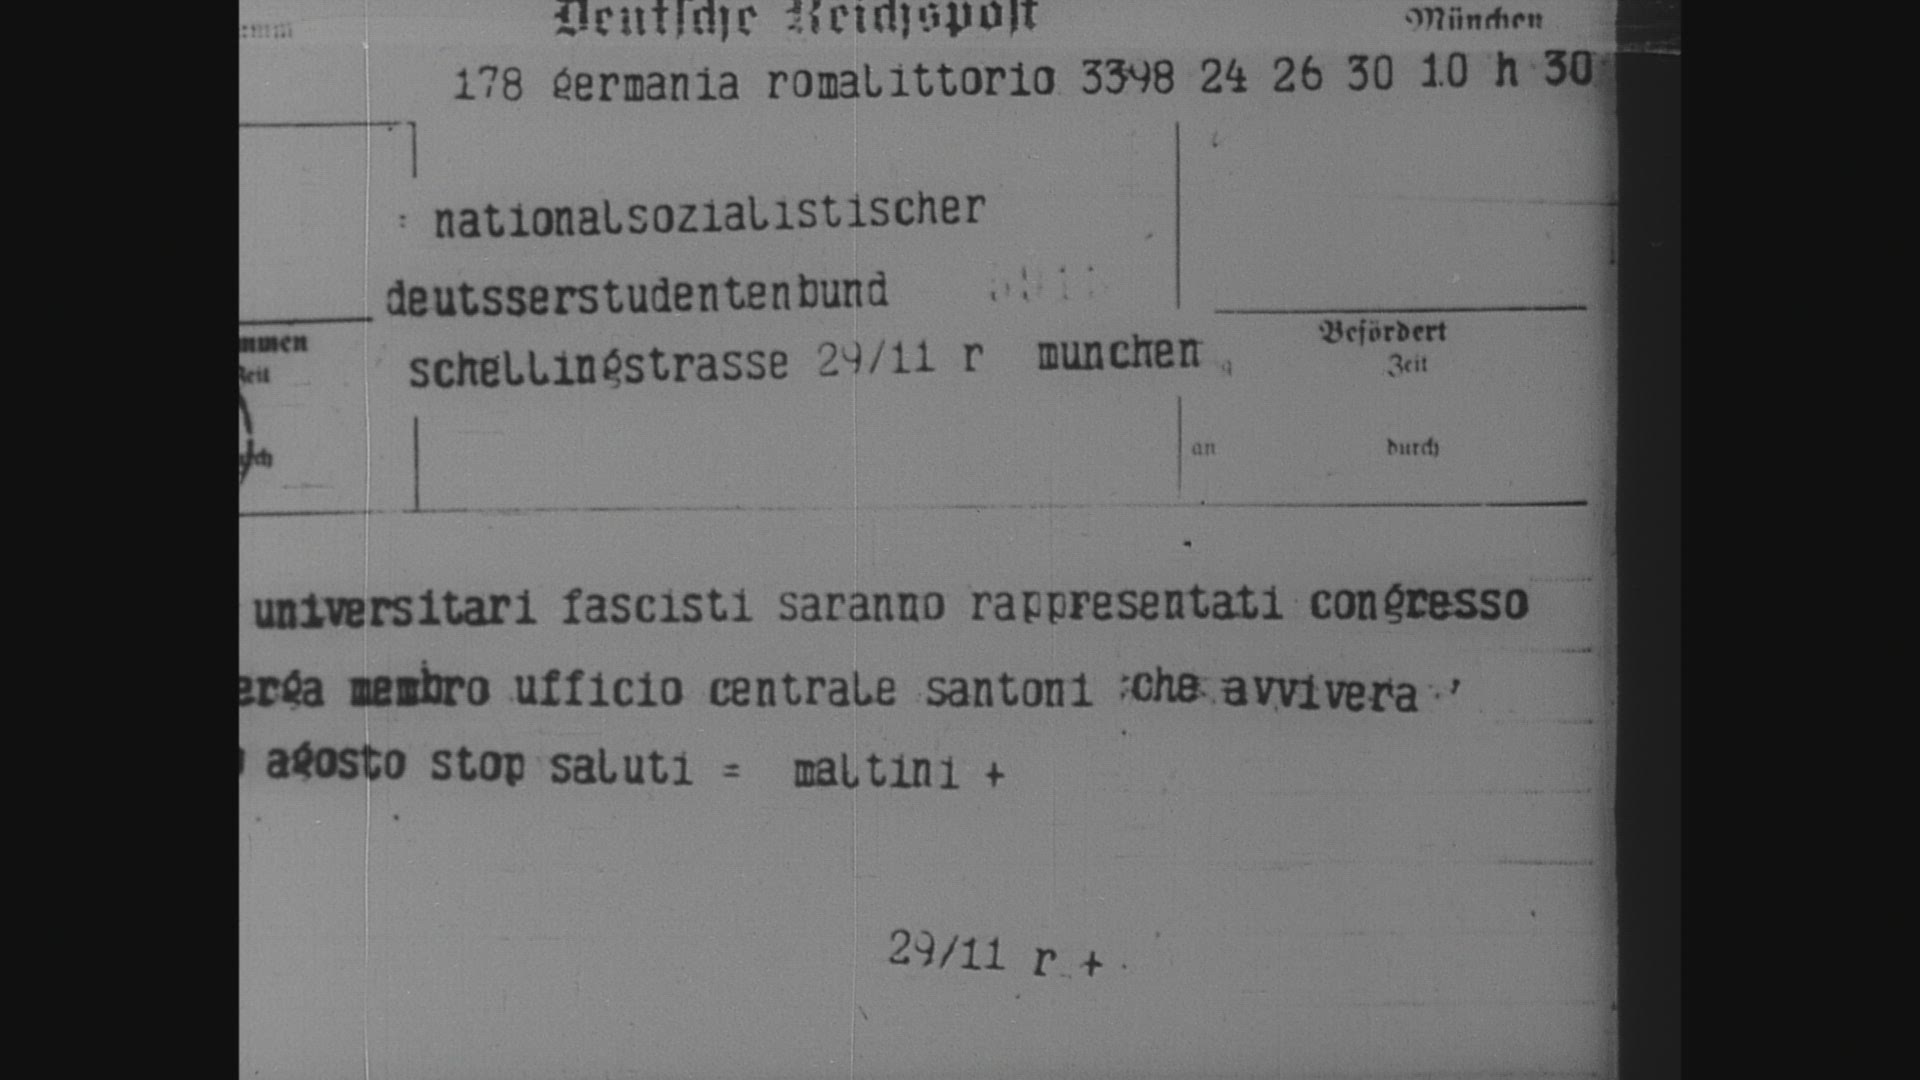 Deutsche Reichspost München
178 germania romalittorio 3398 24 26 30 10 h 30
: nationalsozialistischer
deutsserstudentenbund
schellingstrasse 29/11 r munchen
Befördert
Zeit
an durch
universitari fascisti saranno rappresentati congresso
erga membro ufficio centrale santoni che avvivera '
agosto stop saluti = maltini +
29/11 r +